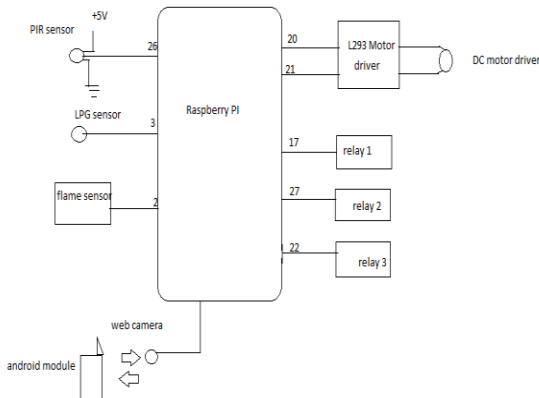 +5V
PIR sensor
26
20
L293 Motor
driver
DC motor driver
21
LPG sensor
3
Raspberry PI
17
relay 1
flame sensor
2
27
relay 2
22
relay 3
web camera
android module